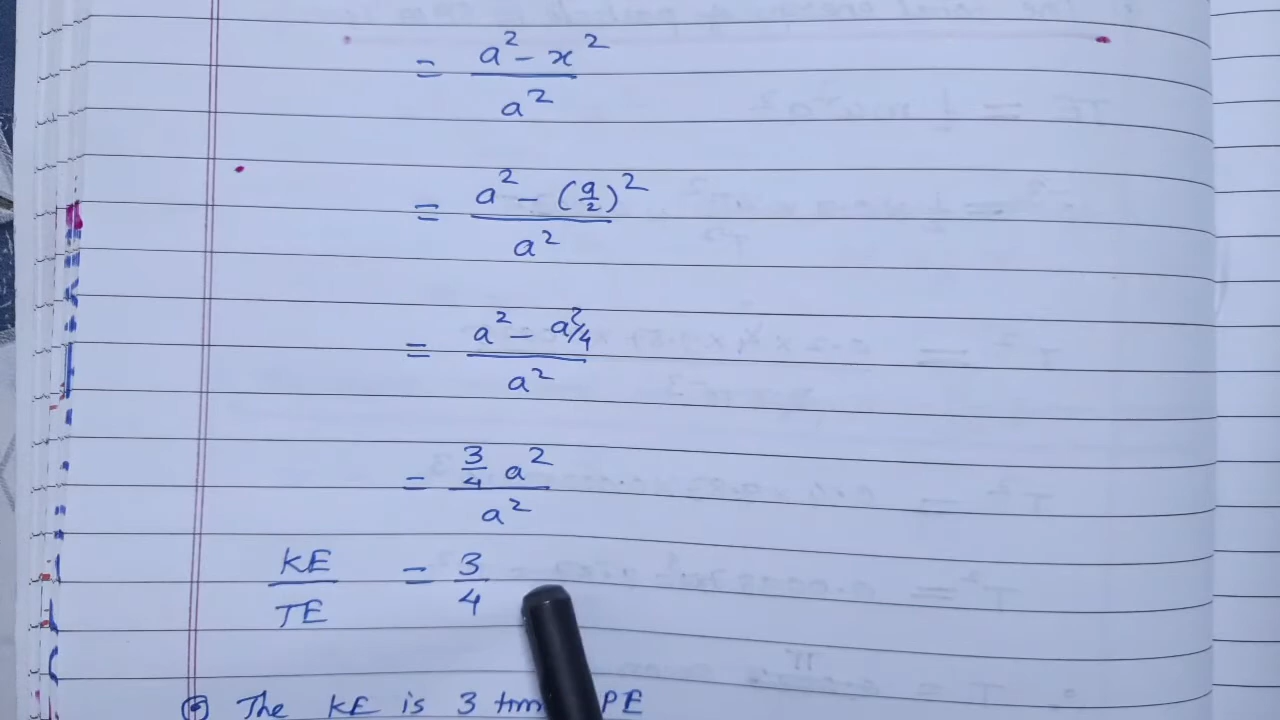 = a² - x² / a²
= a² - (a/2)² / a²
= a² - a²/4 / a²
= 3/4 a² / a²
KE / TE = 3 / 4
The KE is 3 PE